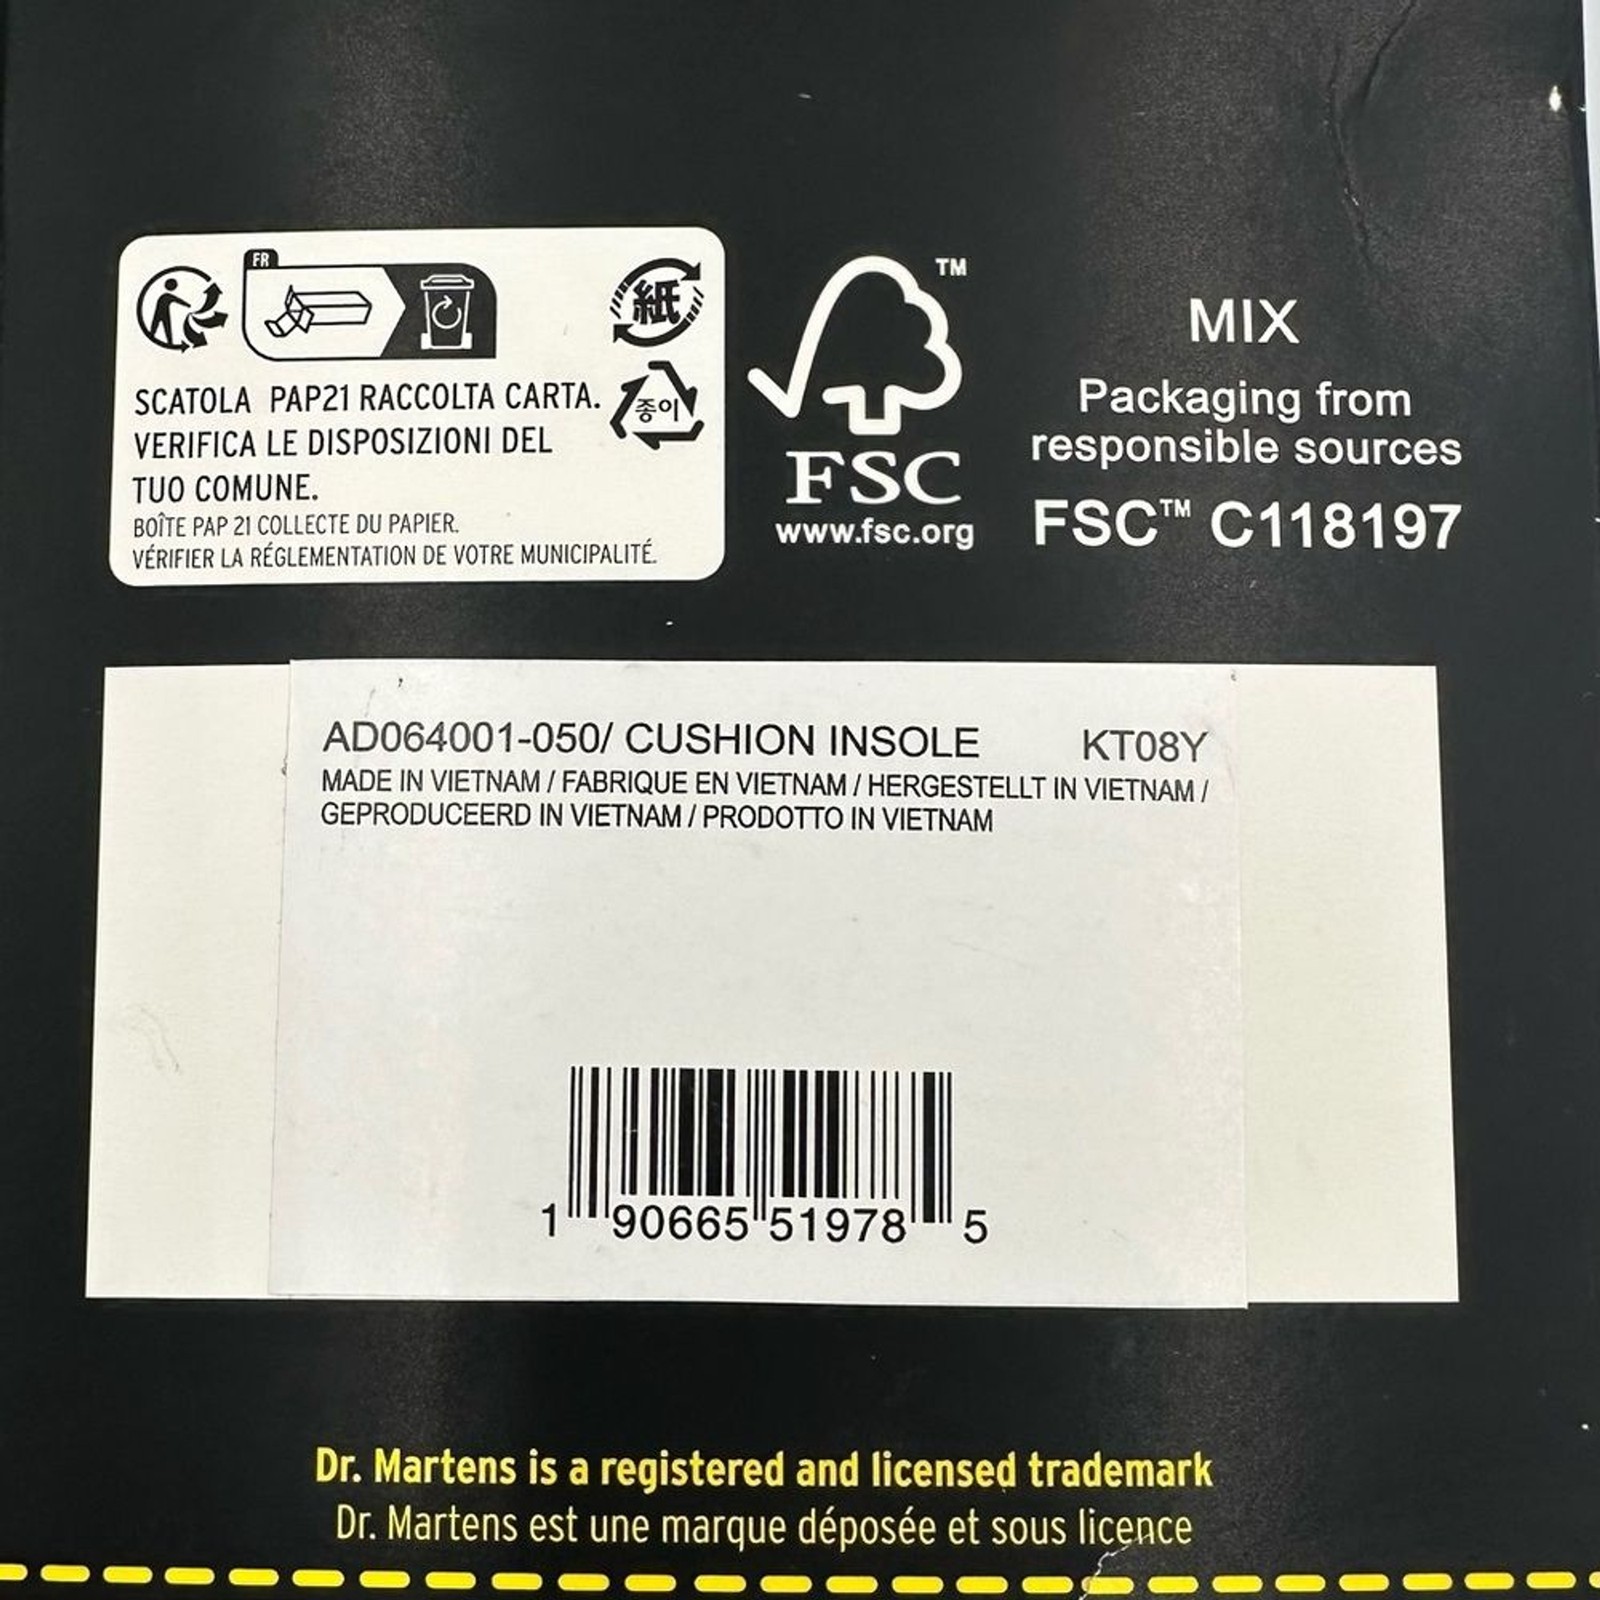 FR
紙
SCATOLA PAP21 RACCOLTA CARTA.
종이
VERIFICA LE DISPOSIZIONI DEL
TUO COMUNE.
BOÎTE PAP 21 COLLECTE DU PAPIER.
VÉRIFIER LA RÉGLEMENTATION DE VOTRE MUNICIPALITÉ.
TM
FSC
www.fsc.org
MIX
Packaging from
responsible sources
FSC™ C118197
AD064001-050/ CUSHION INSOLE KT08Y
MADE IN VIETNAM / FABRIQUE EN VIETNAM / HERGESTELLT IN VIETNAM /
GEPRODUCEERD IN VIETNAM / PRODOTTO IN VIETNAM
1 90665 51978 5
Dr. Martens is a registered and licensed trademark
Dr. Martens est une marque déposée et sous licence